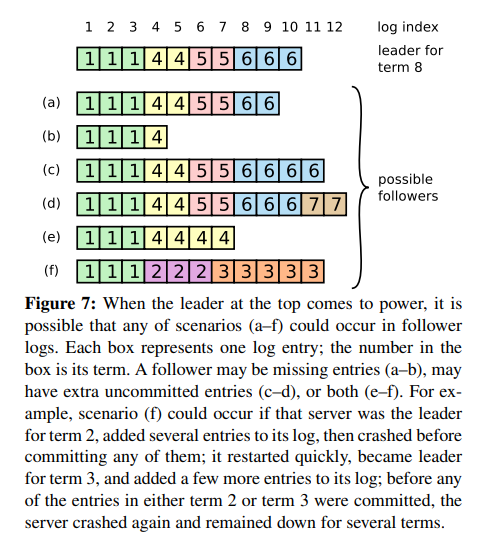 1 2 3 4 5 6 7 8 9 10 11 12 log index
1 1 1 4 4 5 5 6 6 6 leader for
term 8
(a) 1 1 1 4 4 5 5 6 6
(b) 1 1 1 4
(c) 1 1 1 4 4 5 5 6 6 6 6
possible
(d) 1 1 1 4 4 5 5 6 6 6 7 7
followers
(e) 1 1 1 4 4 4 4
(f) 1 1 1 2 2 2 3 3 3 3 3
Figure 7: When the leader at the top comes to power, it is
possible that any of scenarios (a–f) could occur in follower
logs. Each box represents one log entry; the number in the
box is its term. A follower may be missing entries (a–b), may
have extra uncommitted entries (c–d), or both (e–f). For ex-
ample, scenario (f) could occur if that server was the leader
for term 2, added several entries to its log, then crashed before
committing any of them; it restarted quickly, became leader
for term 3, and added a few more entries to its log; before any
of the entries in either term 2 or term 3 were committed, the
server crashed again and remained down for several terms.